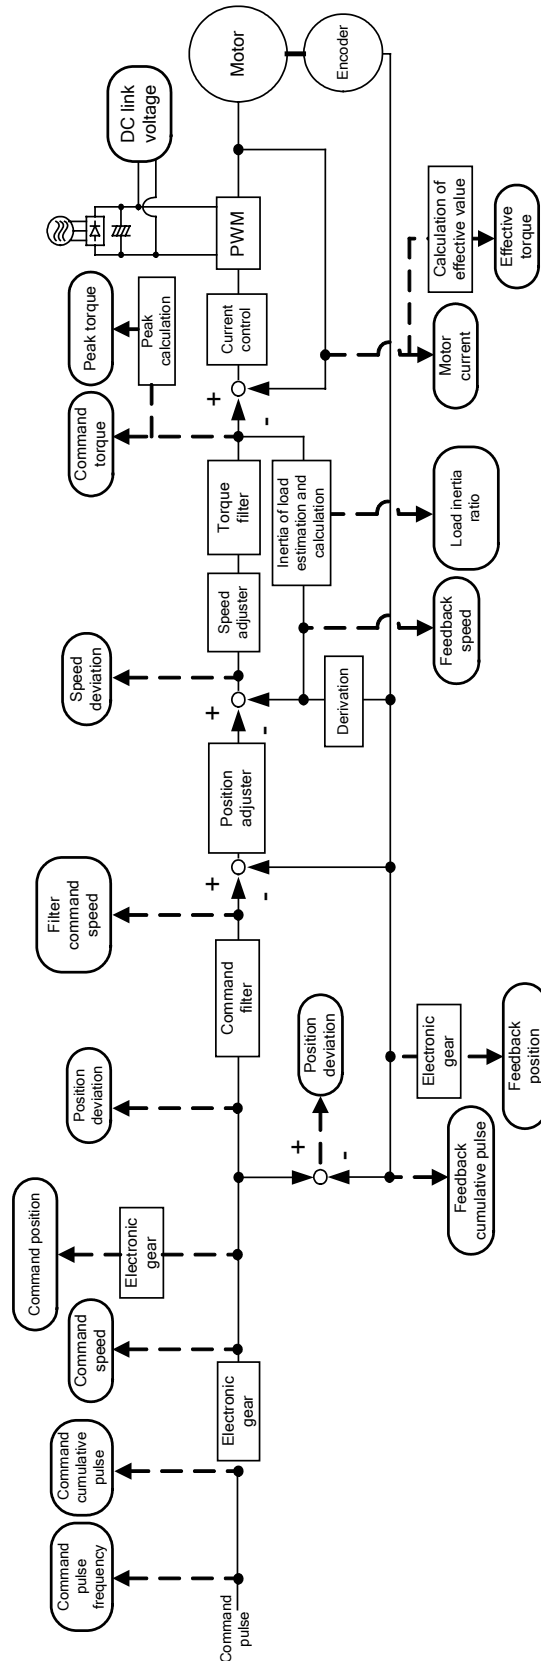 Command
pulse
Command
pulse
frequency
Command
cumulative
pulse
Electronic
gear
Command
speed
Command position
Electronic
gear
Position
deviation
Position
deviation
+
-
Feedback
cumulative pulse
Electronic
gear
Feedback
position
Command
filter
Filter
command
speed
+
-
Position
adjuster
+
-
Speed
deviation
Speed
adjuster
Derivation
Feedback
speed
Torque
filter
Inertia of load
estimation and
calculation
Load inertia
ratio
Command
torque
Peak torque
Peak
calculation
+
-
Current
control
PWM
DC link
voltage
Motor
current
Calculation of
effective value
Effective
torque
Motor
Encoder